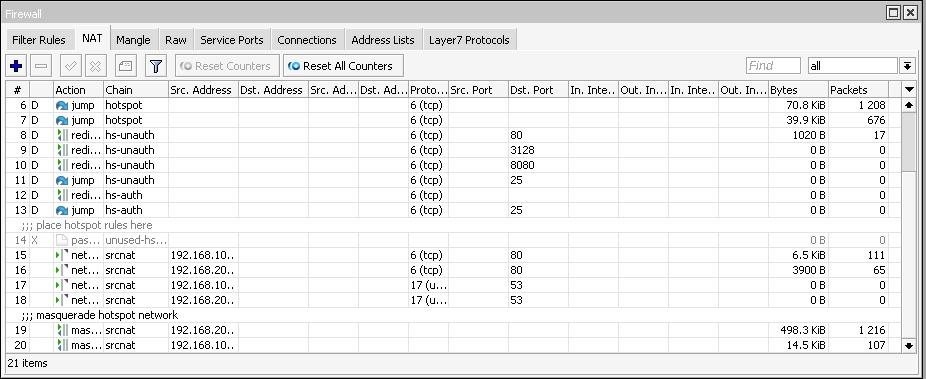 Firewall
Filter Rules NAT Mangle Raw Service Ports Connections Address Lists Layer7 Protocols
Reset Counters Reset All Counters Find all
# Action Chain Src. Address Dst. Address Src. Ad... Dst. Ad... Proto... Src. Port Dst. Port In. Inte... Out. In... In. Inte... Out. In... Bytes Packets
6 D jump hotspot 6 (tcp) 70.8 KiB 1 208
7 D jump hotspot 6 (tcp) 39.9 KiB 676
8 D redi... hs-unauth 6 (tcp) 80 1020 B 17
9 D redi... hs-unauth 6 (tcp) 3128 0 B 0
10 D redi... hs-unauth 6 (tcp) 8080 0 B 0
11 D jump hs-unauth 6 (tcp) 25 0 B 0
12 D redi... hs-auth 6 (tcp) 0 B 0
13 D jump hs-auth 6 (tcp) 25 0 B 0
;;; place hotspot rules here
14 X pas... unused-hs... 0 B 0
15 net... srcnat 192.168.10.. 6 (tcp) 80 6.5 KiB 111
16 net... srcnat 192.168.20.. 6 (tcp) 80 3900 B 65
17 net... srcnat 192.168.10.. 17 (u... 53 0 B 0
18 net... srcnat 192.168.20.. 17 (u... 53 0 B 0
;;; masquerade hotspot network
19 mas... srcnat 192.168.20.. 498.3 KiB 1 216
20 mas... srcnat 192.168.10.. 14.5 KiB 107
21 items